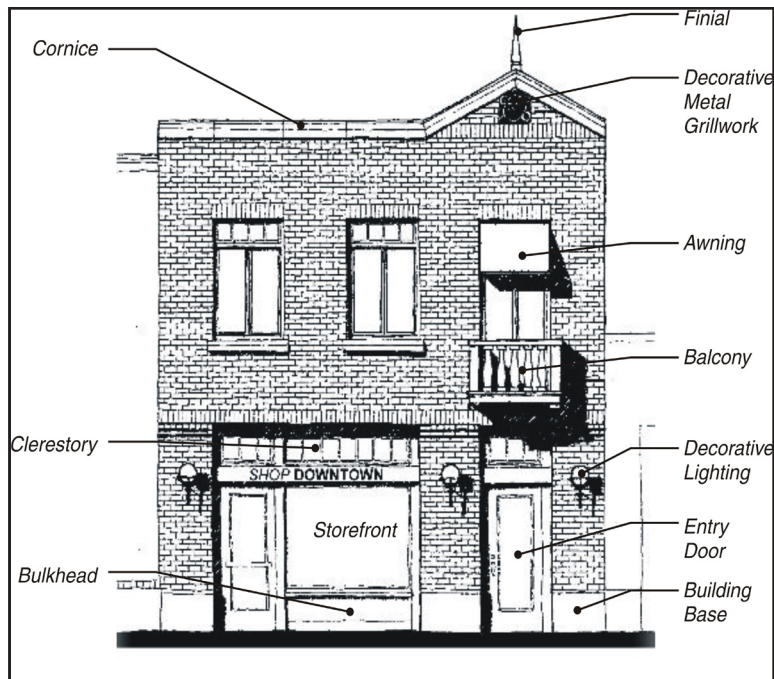 Finial
Cornice
Decorative
Metal
Grillwork
Awning
Balcony
Clerestory
Decorative
Lighting
SHOP DOWNTOWN
Storefront
Entry
Door
Bulkhead
Building
Base